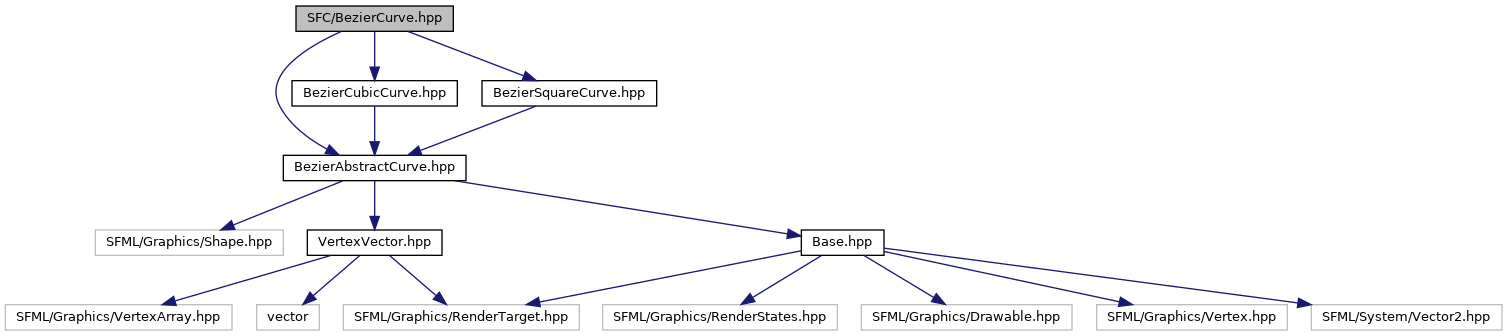 SFC/BezierCurve.hpp
BezierCubicCurve.hpp
BezierSquareCurve.hpp
BezierAbstractCurve.hpp
SFML/Graphics/Shape.hpp
VertexVector.hpp
Base.hpp
SFML/Graphics/VertexArray.hpp
vector
SFML/Graphics/RenderTarget.hpp
SFML/Graphics/RenderStates.hpp
SFML/Graphics/Drawable.hpp
SFML/Graphics/Vertex.hpp
SFML/System/Vector2.hpp